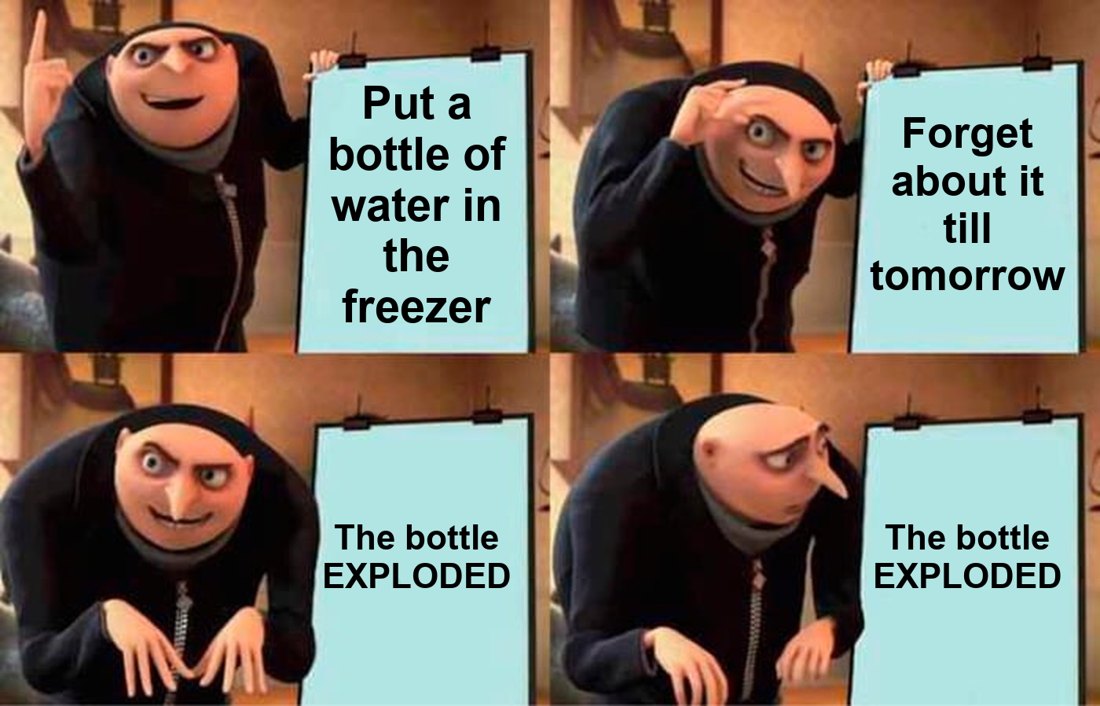 Put a
bottle of
water in
the
freezer
Forget
about it
till
tomorrow
The bottle
EXPLODED
The bottle
EXPLODED